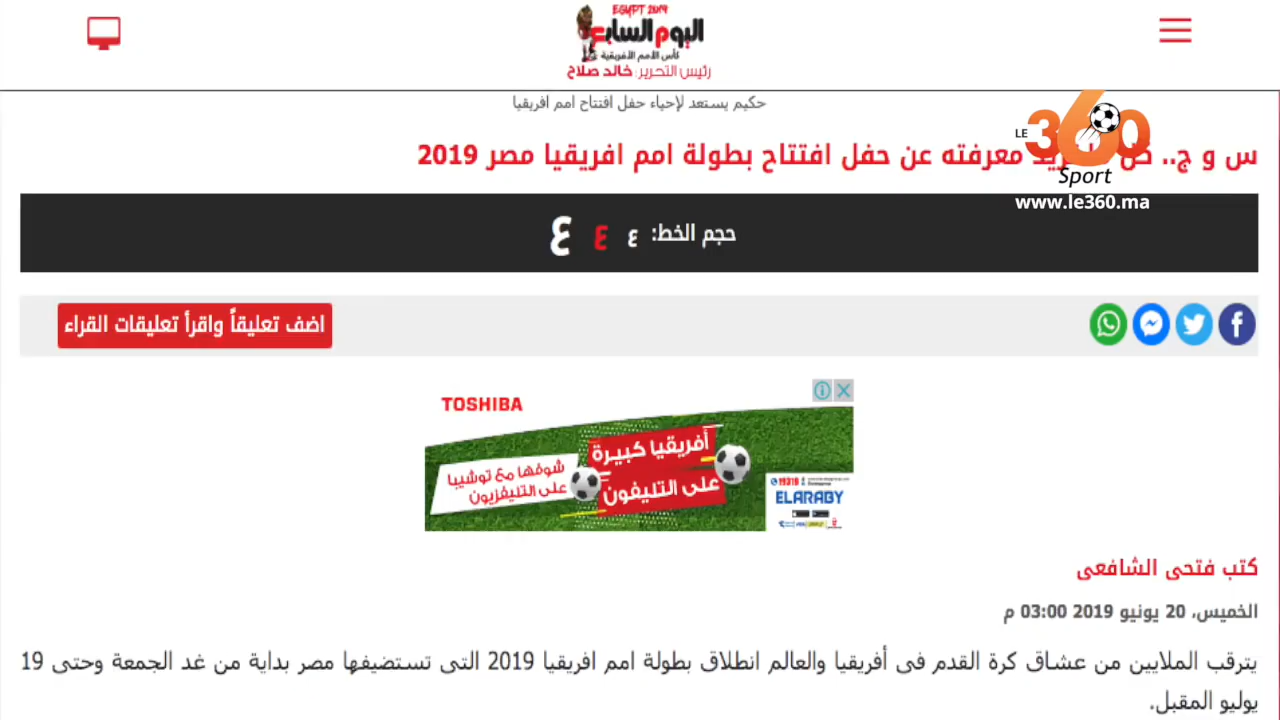 EGYPT 2019
اليوم السابع
كأس الأمم الأفريقية
رئيس التحرير: خالد صلاح
حكيم يستعد لإحياء حفل افتتاح امم افريقيا
LE 360
Sport
www.le360.ma
س و ج.. معرفته عن حفل افتتاح بطولة امم افريقيا مصر 2019
حجم الخط: ع ع ع
اضف تعليقاً واقرأ تعليقات القراء
TOSHIBA
أفريقيا كبيرة
على التليفون
شوفها مع توشيبا
على التليفزيون
19319
ELARABY
كتب فتحى الشافعى
الخميس، 20 يونيو 2019 03:00 م
يترقب الملايين من عشاق كرة القدم فى أفريقيا والعالم انطلاق بطولة امم افريقيا 2019 التى تستضيفها مصر بداية من غد الجمعة وحتى 19
يوليو المقبل.